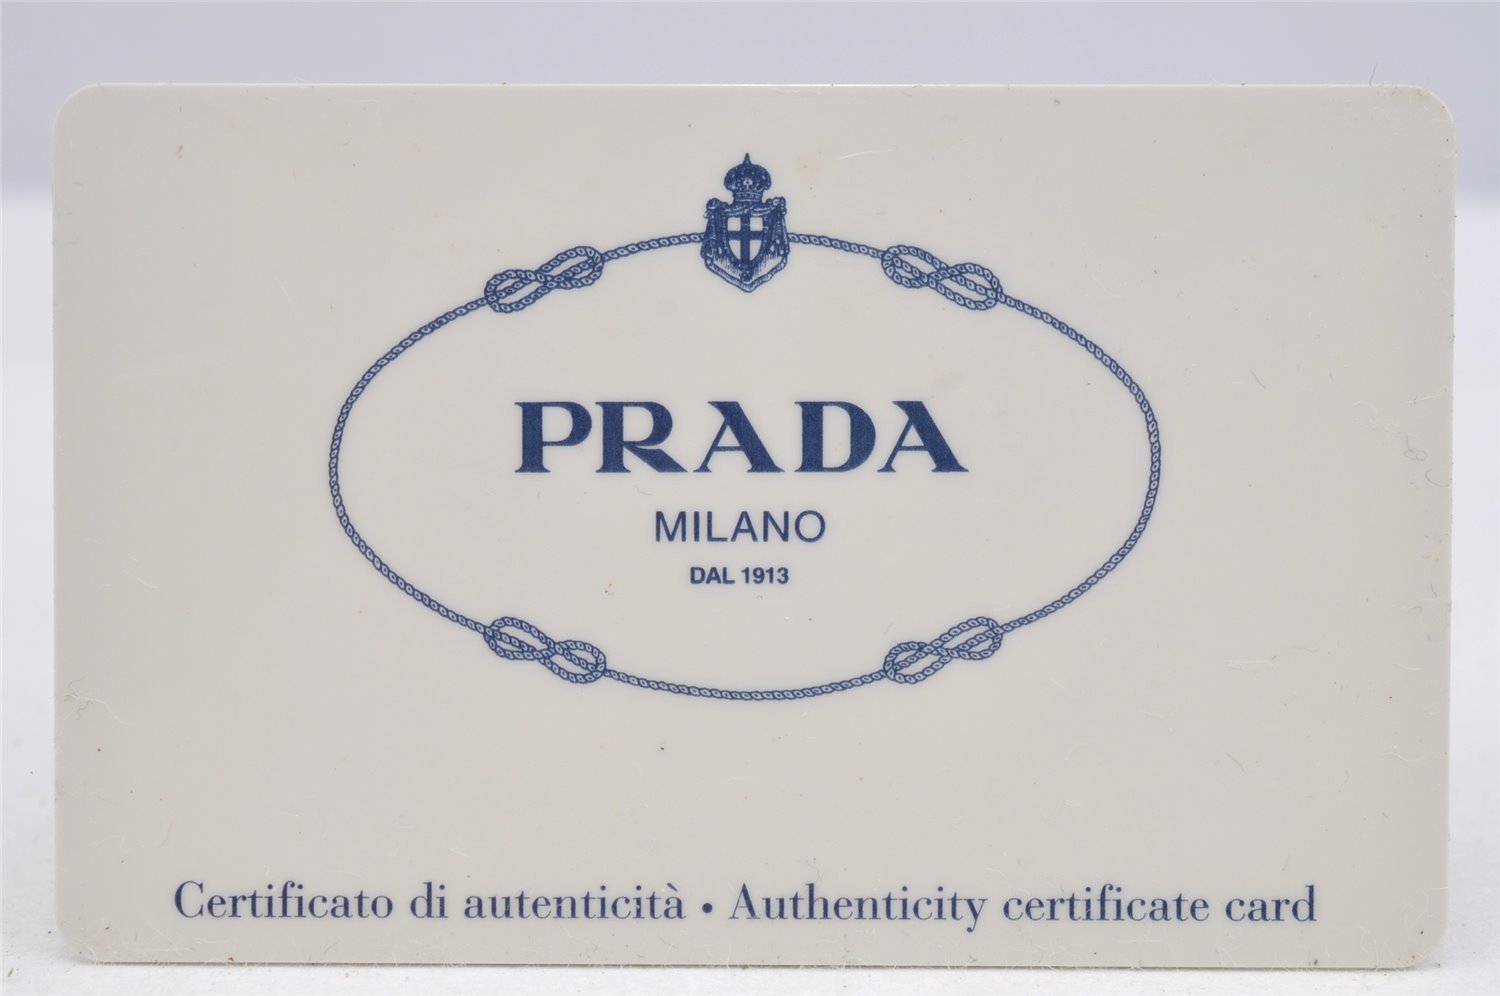 PRADA
MILANO
DAL 1913
Certificato di autenticità • Authenticity certificate card